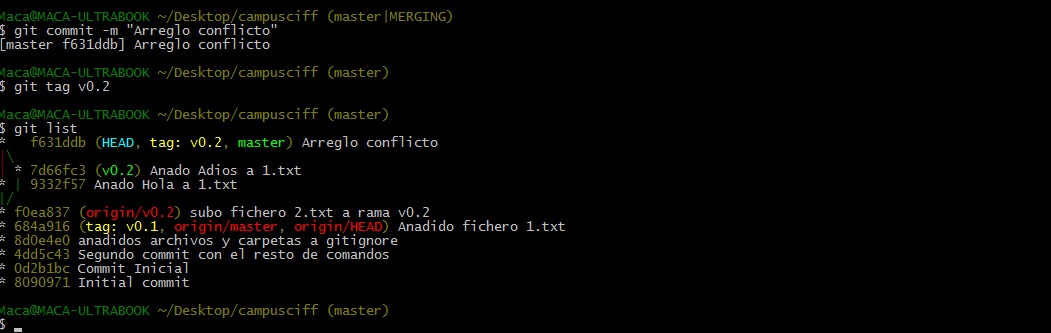 Maca@MACA-ULTRABOOK ~/Desktop/campusciff (master|MERGING)
$ git commit -m "Arreglo conflicto"
[master f631ddb] Arreglo conflicto
Maca@MACA-ULTRABOOK ~/Desktop/campusciff (master)
$ git tag v0.2
Maca@MACA-ULTRABOOK ~/Desktop/campusciff (master)
$ git list
*   f631ddb (HEAD, tag: v0.2, master) Arreglo conflicto
|\
| * 7d66fc3 (v0.2) Anado Adios a 1.txt
* | 9332f57 Anado Hola a 1.txt
|/
* f0ea837 (origin/v0.2) subo fichero 2.txt a rama v0.2
* 684a916 (tag: v0.1, origin/master, origin/HEAD) Anadido fichero 1.txt
* 8d0e4e0 anadidos archivos y carpetas a gitignore
* 4dd5c43 Segundo commit con el resto de comandos
* 0d2b1bc Commit Inicial
* 8090971 Initial commit
Maca@MACA-ULTRABOOK ~/Desktop/campusciff (master)
$